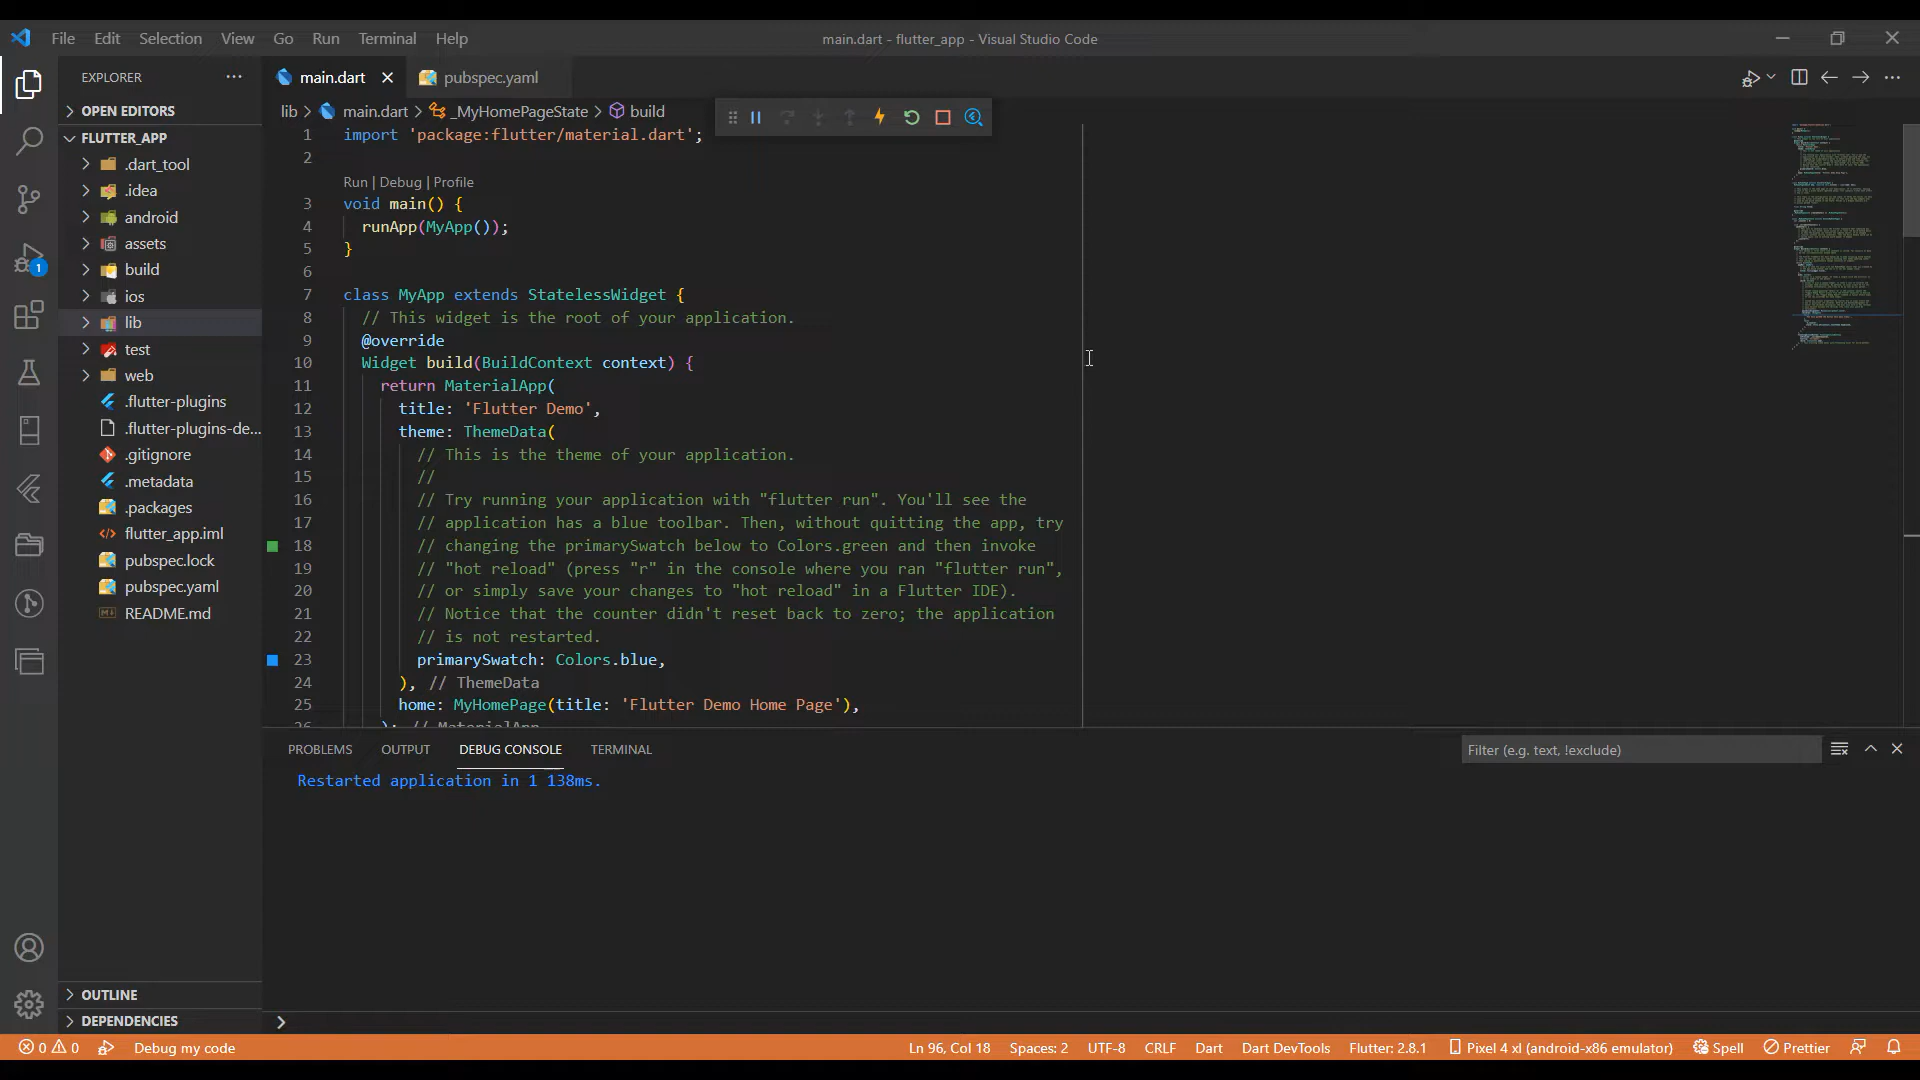 File Edit Selection View Go Run Terminal Help
main.dart - flutter_app - Visual Studio Code
EXPLORER
main.dart
pubspec.yaml
OPEN EDITORS
FLUTTER_APP
.dart_tool
.idea
android
assets
build
ios
lib
test
web
.flutter-plugins
.flutter-plugins-de...
.gitignore
.metadata
.packages
flutter_app.iml
pubspec.lock
pubspec.yaml
README.md
OUTLINE
DEPENDENCIES
1
lib > main.dart > _MyHomePageState > build
1 import 'package:flutter/material.dart';
2
Run | Debug | Profile
3 void main() {
4 runApp(MyApp());
5 }
6
7 class MyApp extends StatelessWidget {
8 // This widget is the root of your application.
9 @override
10 Widget build(BuildContext context) {
11 return MaterialApp(
12 title: 'Flutter Demo',
13 theme: ThemeData(
14 // This is the theme of your application.
15 //
16 // Try running your application with "flutter run". You'll see the
17 // application has a blue toolbar. Then, without quitting the app, try
18 // changing the primarySwatch below to Colors.green and then invoke
19 // "hot reload" (press "r" in the console where you ran "flutter run",
20 // or simply save your changes to "hot reload" in a Flutter IDE).
21 // Notice that the counter didn't reset back to zero; the application
22 // is not restarted.
23 primarySwatch: Colors.blue,
24 ), // ThemeData
25 home: MyHomePage(title: 'Flutter Demo Home Page'),
26 ); // MaterialApp
PROBLEMS OUTPUT DEBUG CONSOLE TERMINAL
Filter (e.g. text, !exclude)
Restarted application in 1 138ms.
0 0 Debug my code
Ln 96, Col 18 Spaces: 2 UTF-8 CRLF Dart Dart DevTools Flutter: 2.8.1 Pixel 4 xl (android-x86 emulator) Spell Prettier